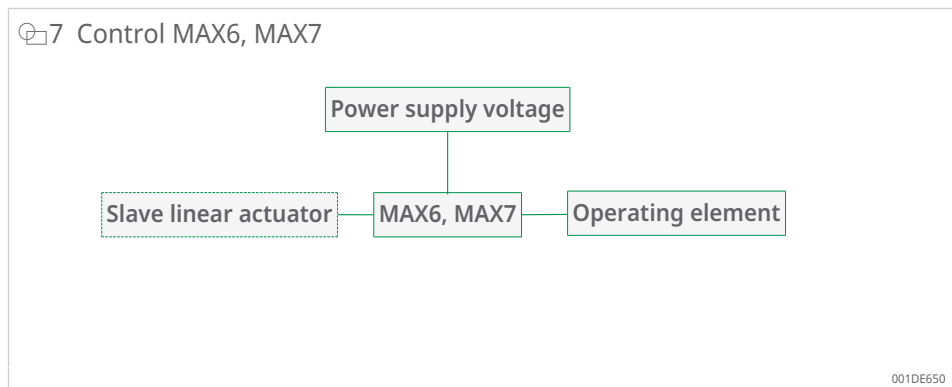 7 Control MAX6, MAX7
Power supply voltage
Slave linear actuator
MAX6, MAX7
Operating element
001DE650